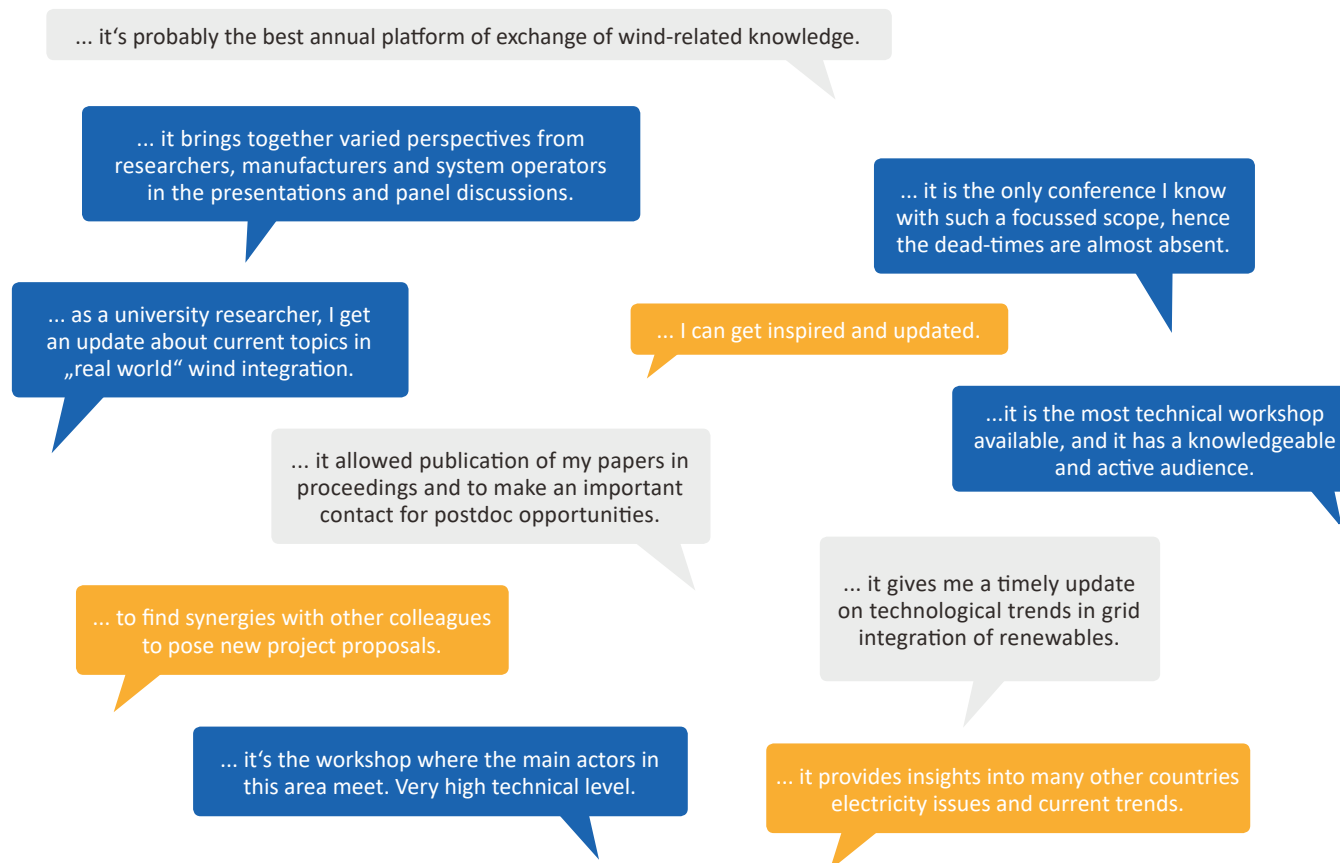 ... it‘s probably the best annual platform of exchange of wind-related knowledge.
... it brings together varied perspectives from
researchers, manufacturers and system operators
in the presentations and panel discussions.
... it is the only conference I know
with such a focussed scope, hence
the dead-times are almost absent.
... as a university researcher, I get
an update about current topics in
„real world“ wind integration.
... I can get inspired and updated.
...it is the most technical workshop
available, and it has a knowledgeable
and active audience.
... it allowed publication of my papers in
proceedings and to make an important
contact for postdoc opportunities.
... it gives me a timely update
on technological trends in grid
integration of renewables.
... to find synergies with other colleagues
to pose new project proposals.
... it‘s the workshop where the main actors in
this area meet. Very high technical level.
... it provides insights into many other countries
electricity issues and current trends.